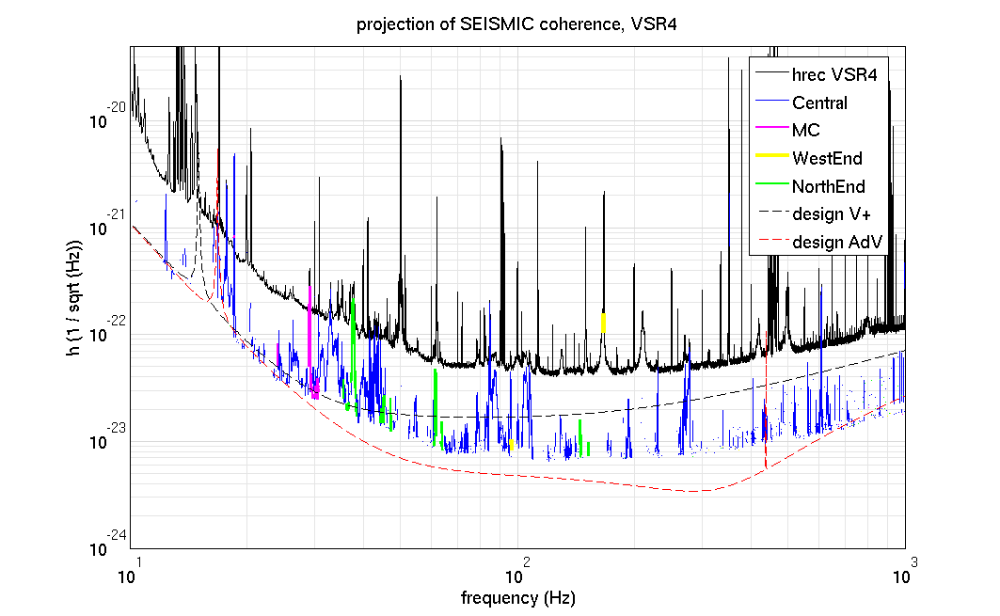 projection of SEISMIC coherence, VSR4
h (1 / sqrt (Hz))
10^-20
10^-21
10^-22
10^-23
10^-24
hrec VSR4
Central
MC
WestEnd
NorthEnd
design V+
design AdV
10^1 10^2 10^3
frequency (Hz)